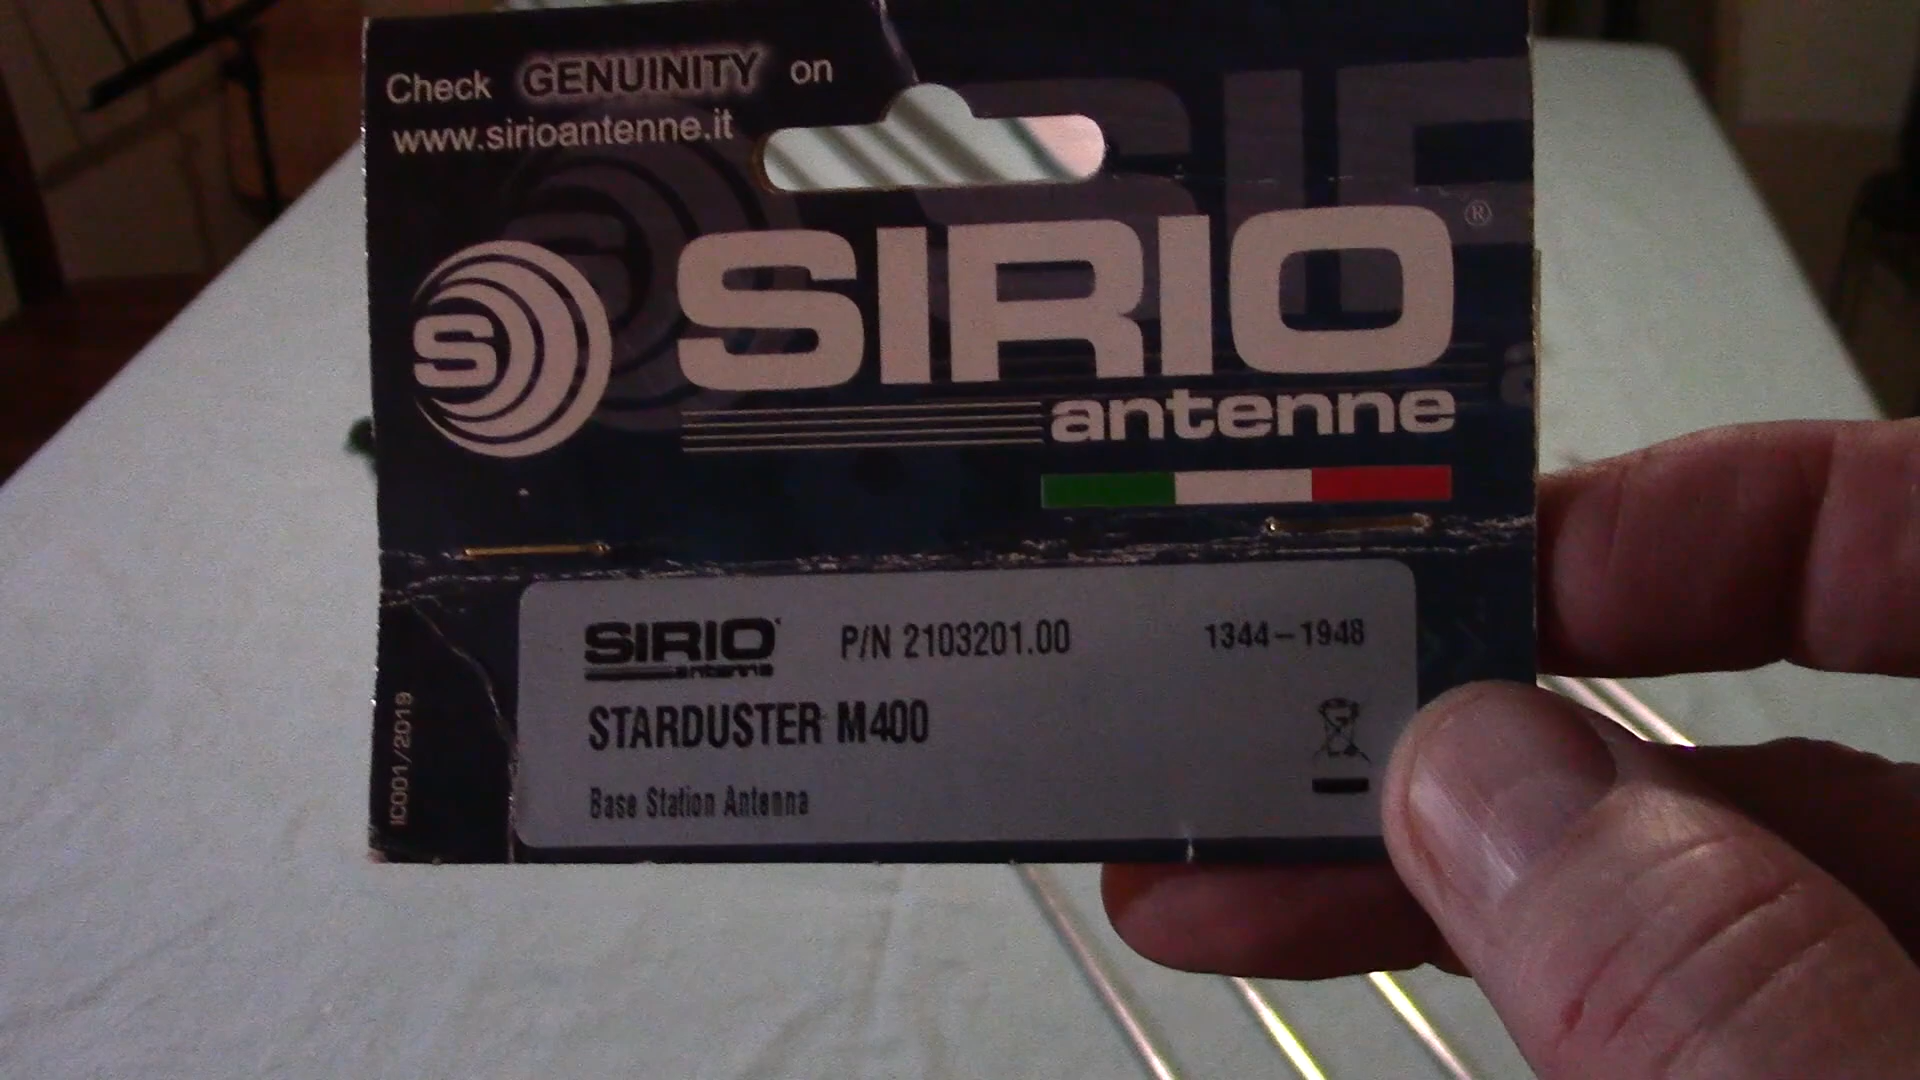 Check GENUINITY on
www.sirioantenne.it
SIRIO®
antenne
S
SIRIO
antenne
P/N 2103201.00
1344-1948
STARDUSTER M400
Base Station Antenna
IC001/2019